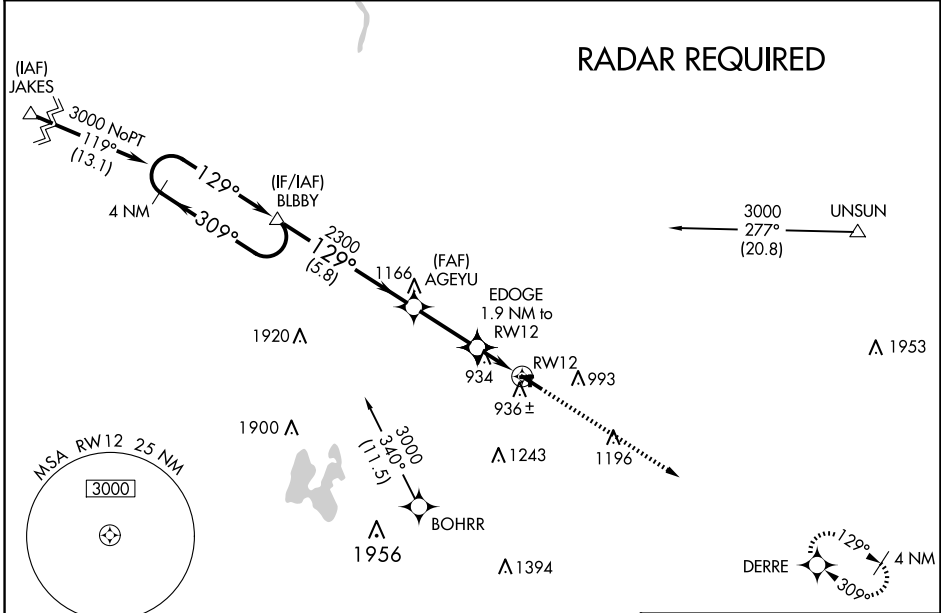 RADAR REQUIRED
(IAF)
JAKES
3000 NoPT
119°
(13.1)
4 NM
129°
309°
(IF/IAF)
BLBBY
2300
129°
(5.8)
1166
(FAF)
AGEYU
EDOGE
1.9 NM to
RW12
3000
277°
(20.8)
UNSUN
1920
934
RW12
993
936±
1953
1900
3000
340°
(11.5)
BOHRR
1243
1196
1956
1394
MSA RW12 25 NM
3000
DERRE
129°
309°
4 NM